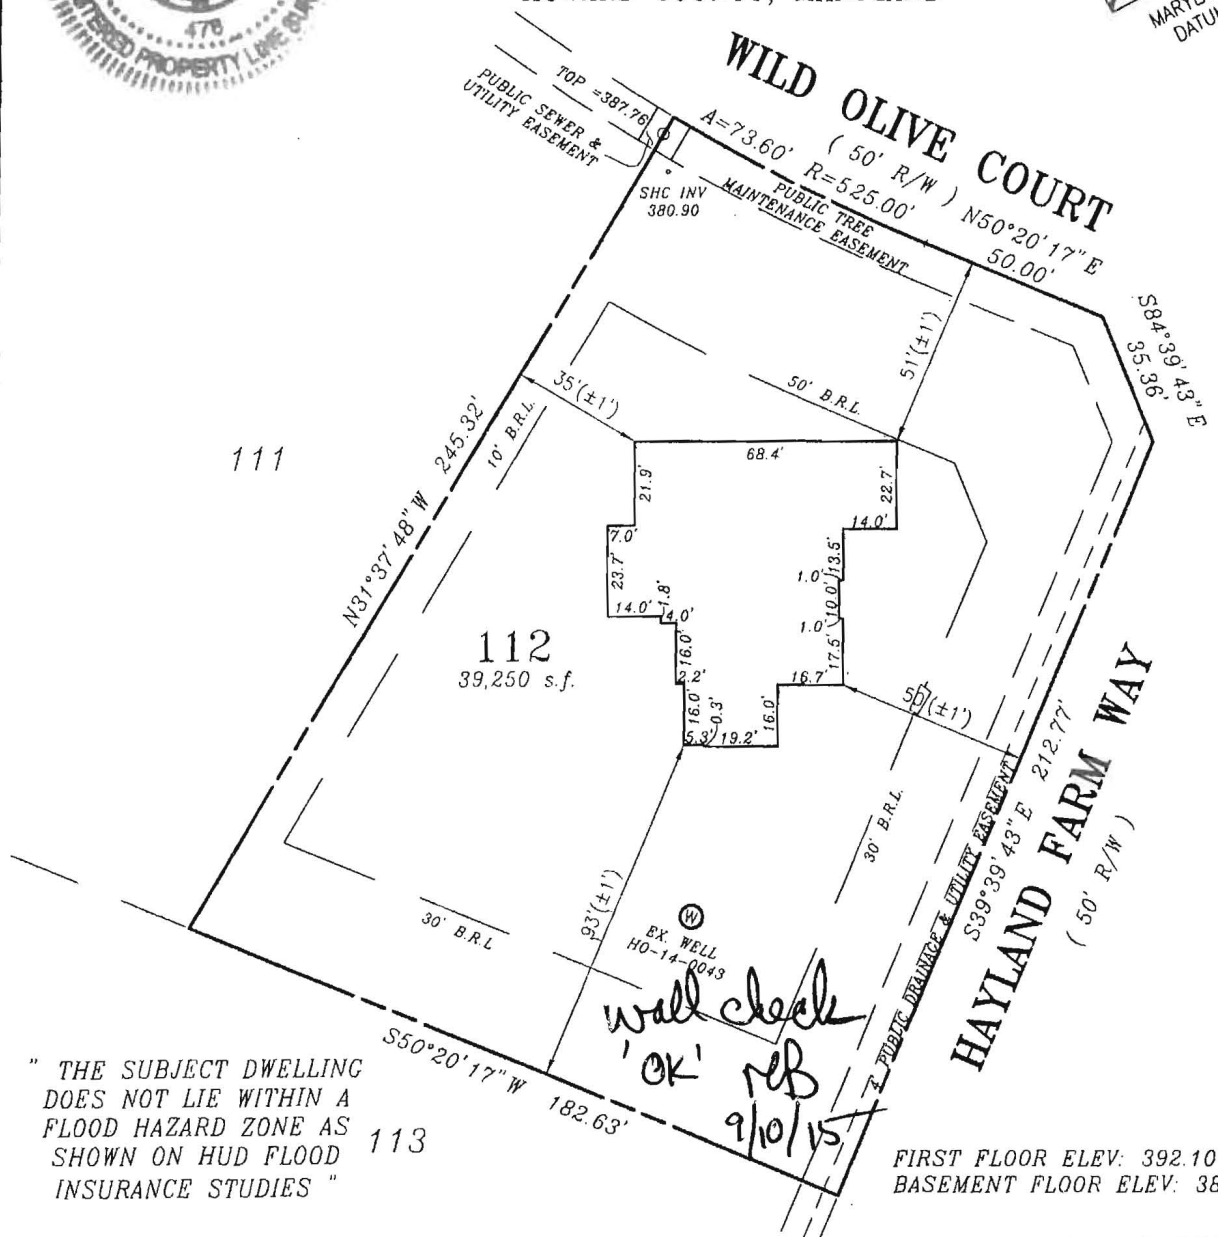 476
REGISTERED PROPERTY LINE
WILD OLIVE COURT
( 50' R/W )
A=73.60' R=525.00'
N50°20'17"E
50.00'
TOP =387.76
PUBLIC SEWER &
UTILITY EASEMENT
SHC INV
380.90
PUBLIC TREE
MAINTENANCE EASEMENT
S84°39'43"E
35.36'
51'(±1')
50' B.R.L.
35'(±1')
10' B.R.L.
N31°37'48"W 245.32'
111
68.4'
21.9'
22.7'
7.0'
14.0'
23.7'
13.5'
1.0'
10.0'
1.8'
14.0'
4.0'
1.0'
17.5'
16.0'
2.2'
16.7'
16.0'
0.3'
16.0'
5.3'
19.2'
112
39,250 s.f.
50'(±1')
30' B.R.L.
93'(±1')
W
EX. WELL
HO-14-0043
30' B.R.L
S39°39'43"E 212.77'
HAYLAND FARM WAY
( 50' R/W )
PUBLIC DRAINAGE & UTILITY EASEMENT
S50°20'17"W 182.63'
wall check
'OK'
9/10/15
113
" THE SUBJECT DWELLING
DOES NOT LIE WITHIN A
FLOOD HAZARD ZONE AS
SHOWN ON HUD FLOOD
INSURANCE STUDIES "
FIRST FLOOR ELEV: 392.10
BASEMENT FLOOR ELEV: 38